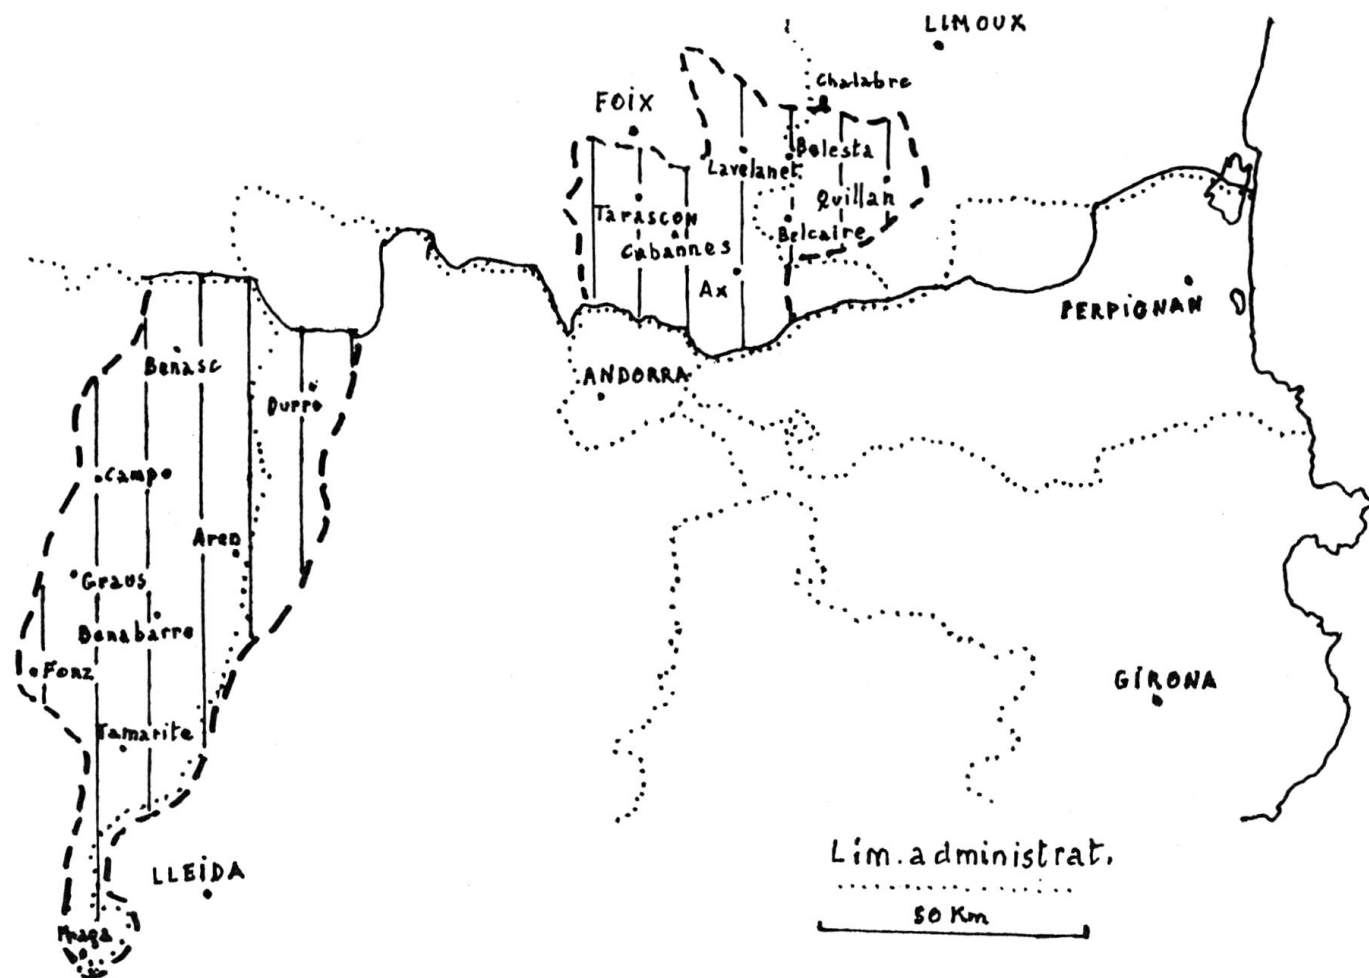 LIMOUX
Chalabre
FOIX
Belesta
Lavelanet
Quillan
Tarascon
Cabannes
Belcaire
Ax
PERPIGNAN
Benasc
ANDORRA
Durro
Campo
Aren
Graus
Benabarre
Fonz
GIRONA
Tamarite
Lim. administrat.
LLEIDA
50 Km
Fraga